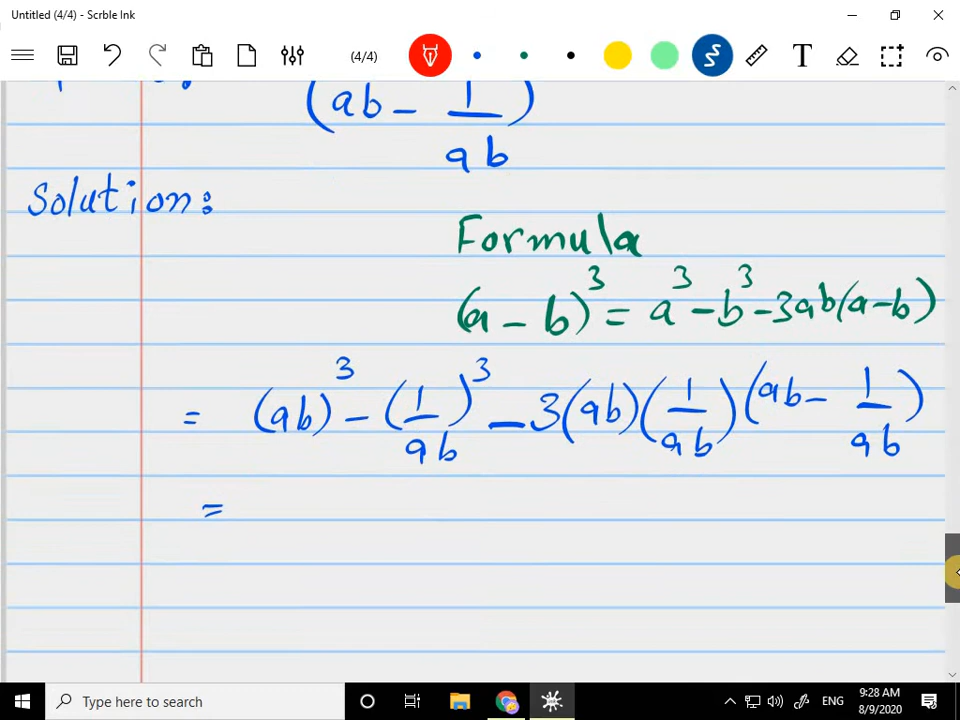 Untitled (4/4) - Scrble Ink
(4/4)
T
(ab - 1/ab)
Solution:
Formula
(a - b)³ = a³ - b³ - 3ab(a - b)
= (ab)³ - (1/ab)³ - 3(ab)(1/ab)(ab - 1/ab)
=
Type here to search
ENG
9:28 AM
8/9/2020